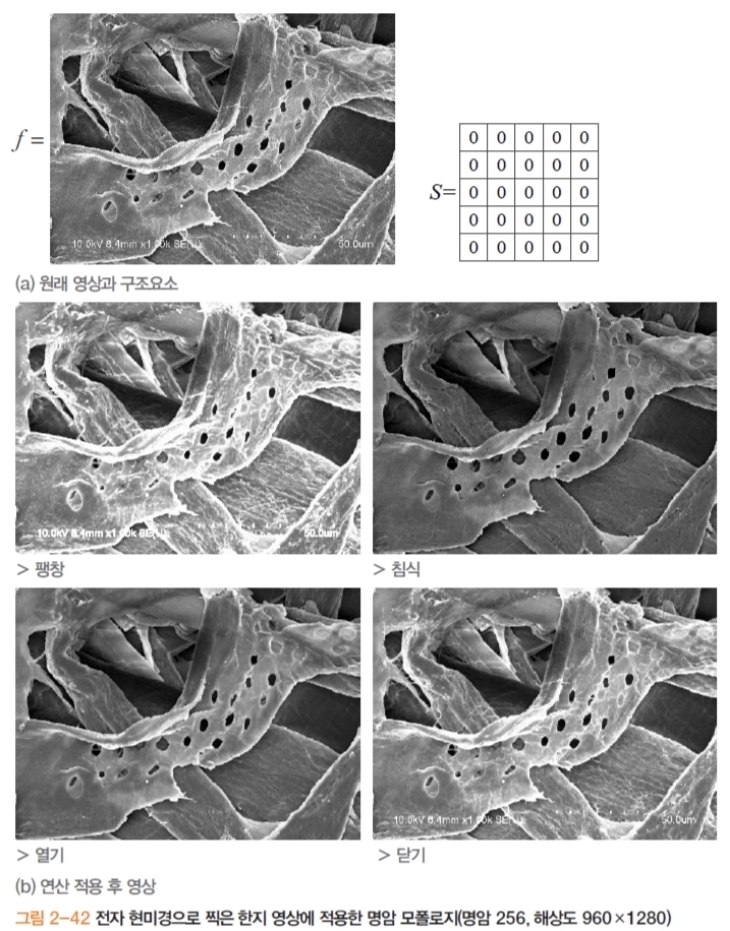 f =
S=
0 0 0 0 0
0 0 0 0 0
0 0 0 0 0
0 0 0 0 0
0 0 0 0 0
10.0kV 8.4mm x1.00k SE(U)
50.0um
(a) 원래 영상과 구조요소
10.0kV 8.4mm x1.00k SE(U)
50.0um
> 팽창
> 침식
10.0kV 8.4mm x1.00k SE(U)
50.0um
> 열기
> 닫기
(b) 연산 적용 후 영상
그림 2-42 전자 현미경으로 찍은 한지 영상에 적용한 명암 모폴로지(명암 256, 해상도 960×1280)